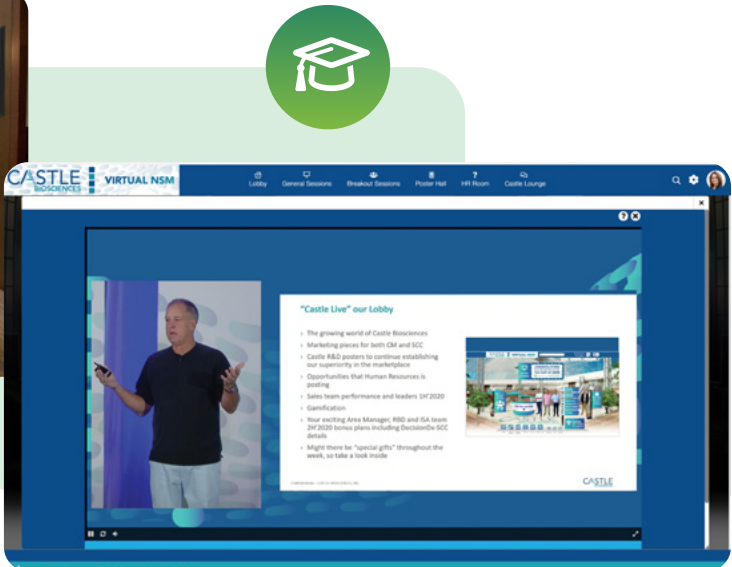 CASTLE
BIOSCIENCES
VIRTUAL NSM
Lobby
General Sessions
Breakout Sessions
Poster Hall
HR Room
Castle Lounge
"Castle Live" our Lobby
› The growing world of Castle Biosciences
› Marketing pieces for both CM and SCC
› Castle R&D posters to continue establishing
our superiority in the marketplace
› Opportunities that Human Resources is
posting
› Sales team performance and leaders 1H'2020
› Gamification
› Your exciting Area Manager, RBD and ISA team
2H'2020 bonus plans including DecisionDx-SCC
details
› Might there be "special gifts" throughout the
week, so take a look inside
CASTLE